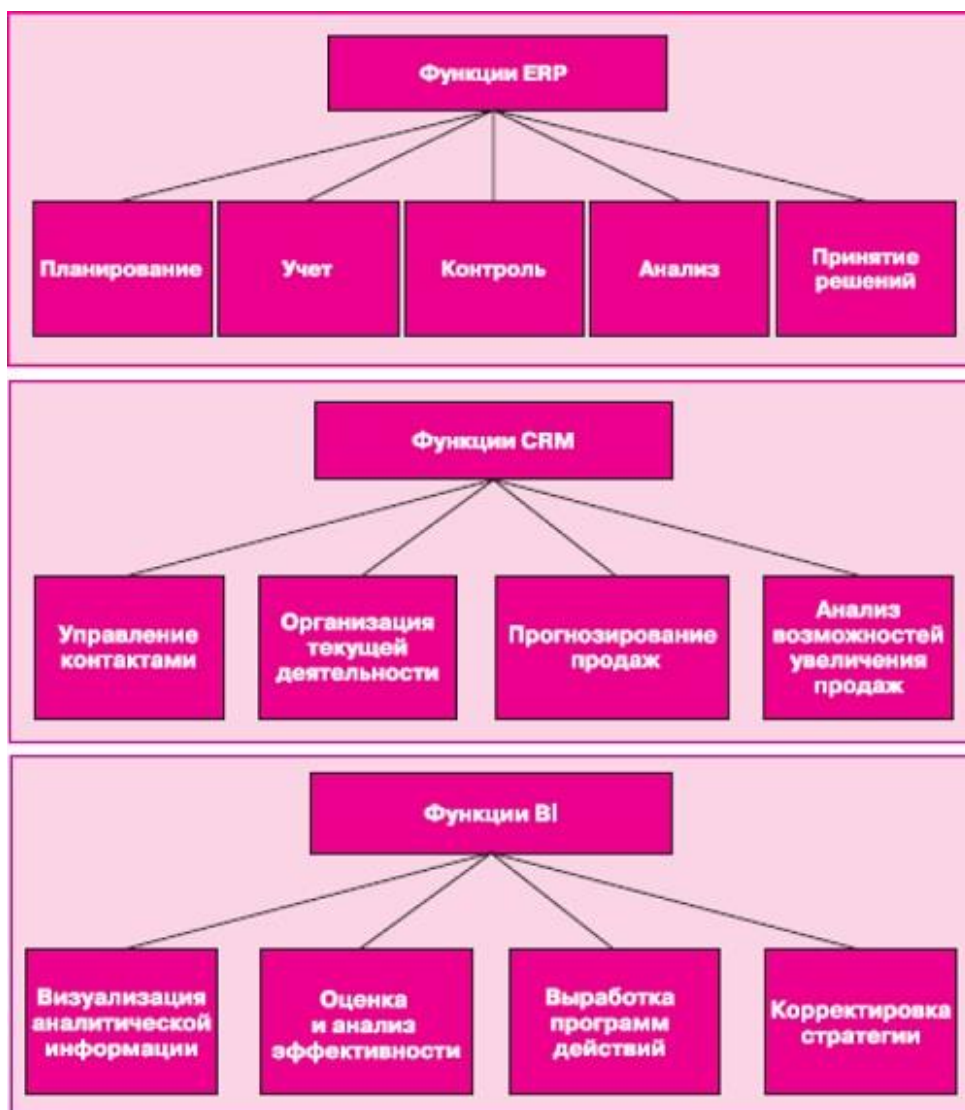 Функции ERP
Планирование
Учет
Контроль
Анализ
Принятие
решений
Функции CRM
Управление
контактами
Организация
текущей
деятельности
Прогнозирование
продаж
Анализ
возможностей
увеличения
продаж
Функции BI
Визуализация
аналитической
информации
Оценка
и анализ
эффективности
Выработка
программ
действий
Корректировка
стратегии